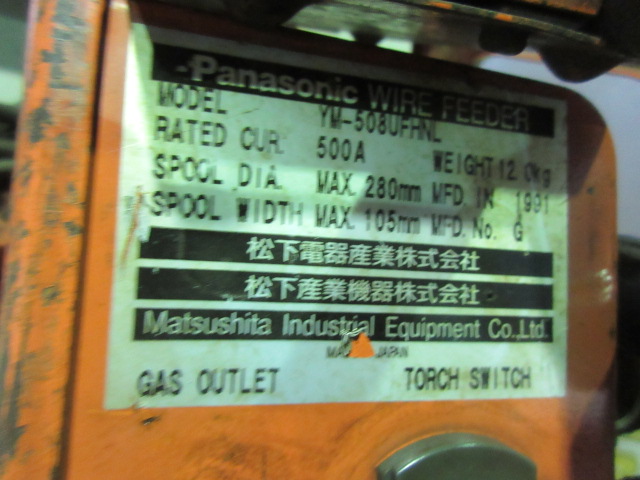 Panasonic WIRE FEEDER
MODEL YM-508UFHNL
RATED CUR. 500A WEIGHT 12.0kg
SPOOL DIA. MAX. 280mm MFD. IN 1991
SPOOL WIDTH MAX. 105mm MFD. No. G
松下電器産業株式会社
松下産業機器株式会社
Matsushita Industrial Equipment Co., Ltd.
JAPAN
GAS OUTLET TORCH SWITCH